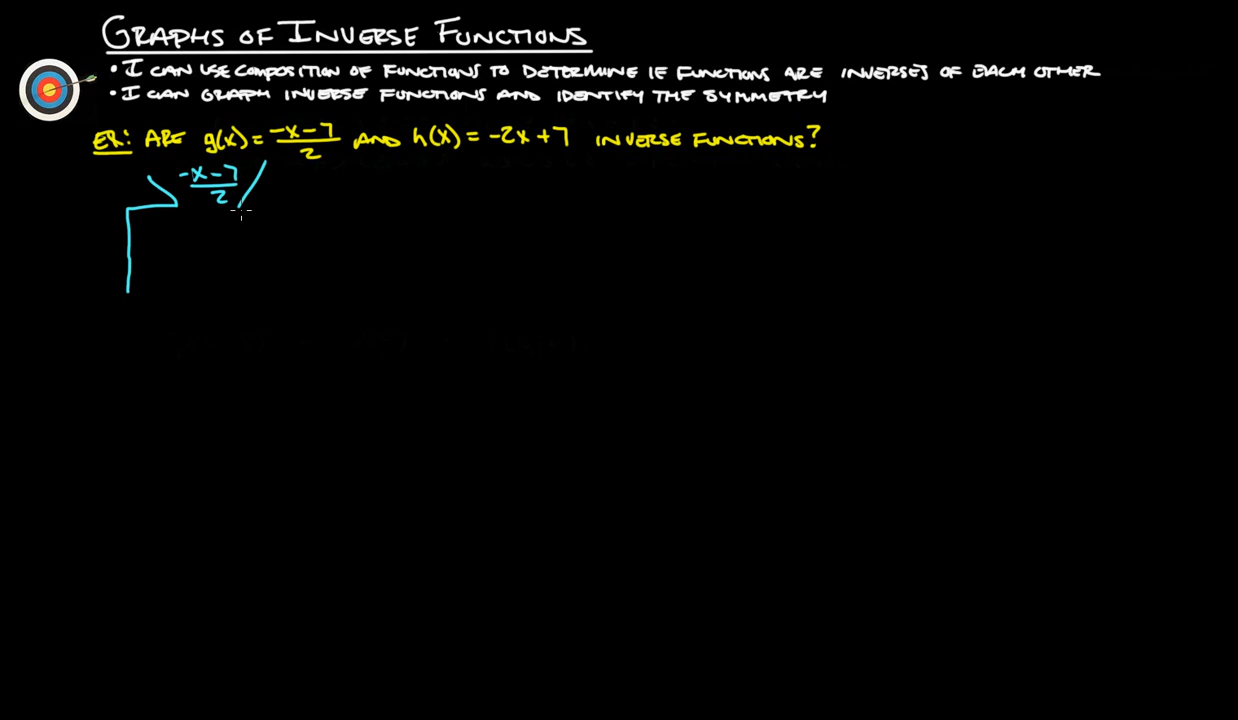 GRAPHS OF INVERSE FUNCTIONS
• I CAN USE COMPOSITION OF FUNCTIONS TO DETERMINE IF FUNCTIONS ARE INVERSES OF EACH OTHER
• I CAN GRAPH INVERSE FUNCTIONS AND IDENTIFY THE SYMMETRY
EX: ARE g(x) = (-x-7)/2 AND h(x) = -2x+7 INVERSE FUNCTIONS?
(-x-7)/2